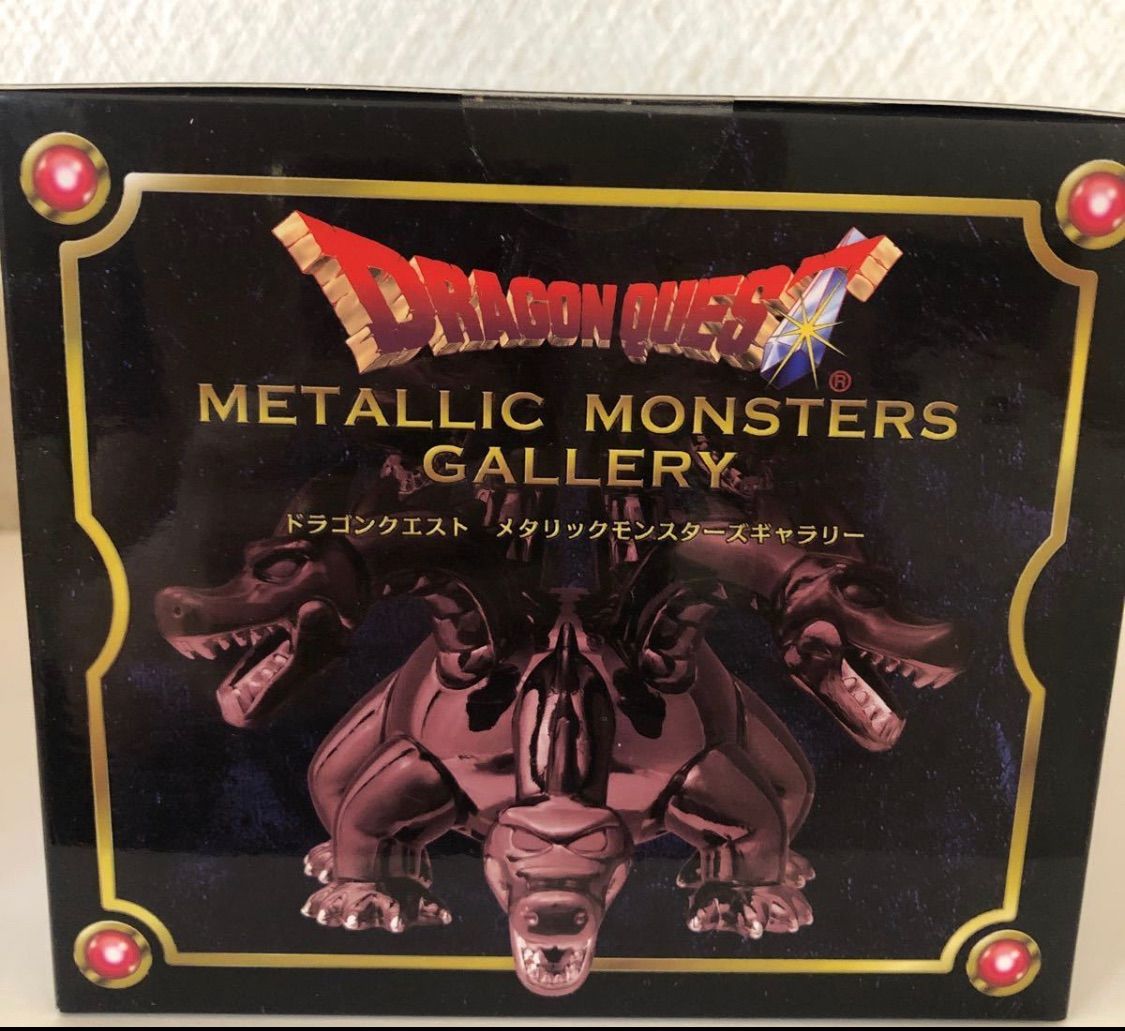 DRAGON QUEST
®
METALLIC MONSTERS
GALLERY
ドラゴンクエスト メタリックモンスターズギャラリー